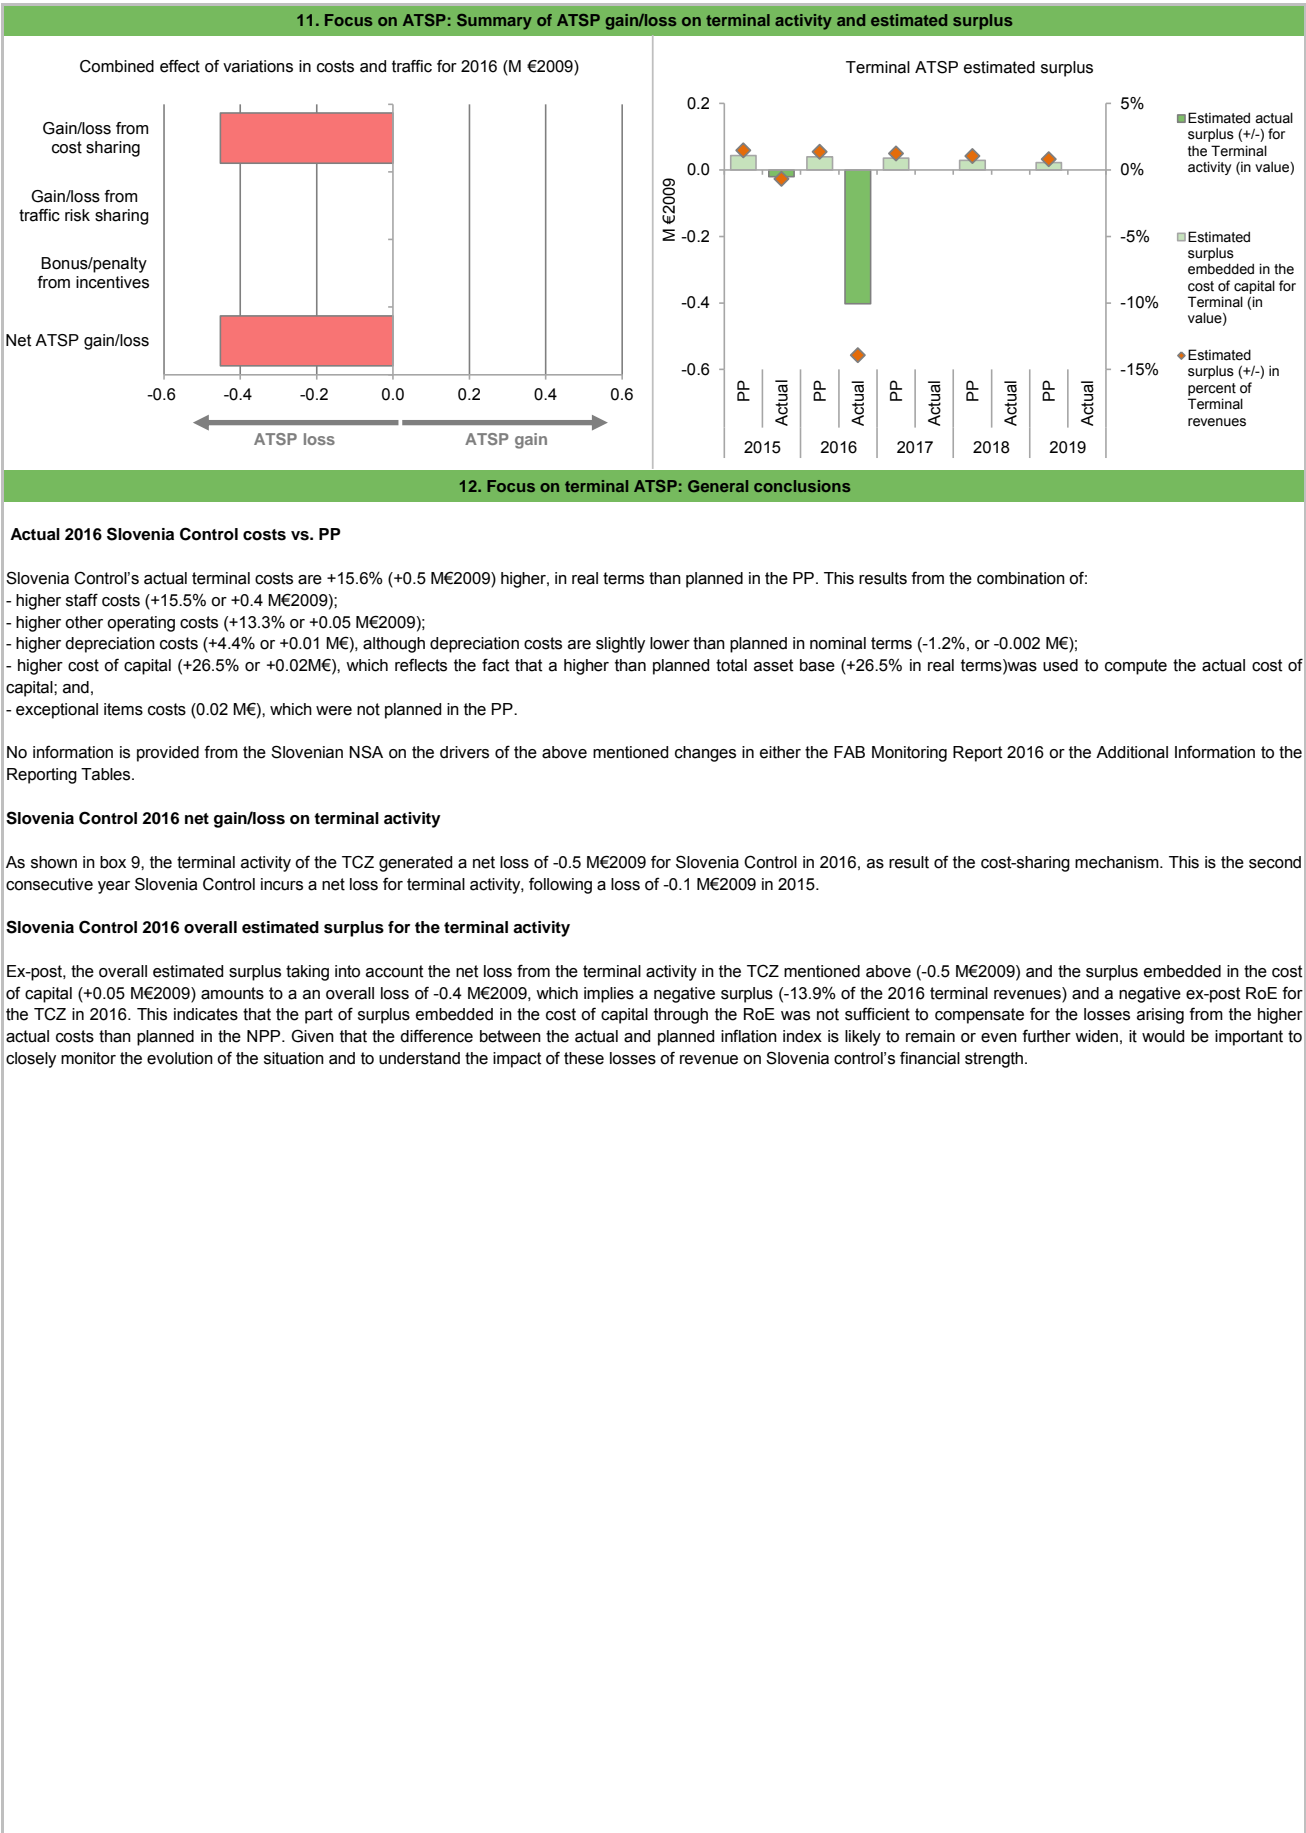 11. Focus on ATSP: Summary of ATSP gain/loss on terminal activity and estimated surplus
Combined effect of variations in costs and traffic for 2016 (M €2009)
Gain/loss from
cost sharing
Gain/loss from
traffic risk sharing
Bonus/penalty
from incentives
Net ATSP gain/loss
-0.6 -0.4 -0.2 0.0 0.2 0.4 0.6
ATSP loss ATSP gain
Terminal ATSP estimated surplus
M €2009
0.2
0.0
-0.2
-0.4
-0.6
5%
0%
-5%
-10%
-15%
PP Actual PP Actual PP Actual PP Actual PP Actual
2015 2016 2017 2018 2019
Estimated actual
surplus (+/-) for
the Terminal
activity (in value)
Estimated
surplus
embedded in the
cost of capital for
Terminal (in
value)
Estimated
surplus (+/-) in
percent of
Terminal
revenues
12. Focus on terminal ATSP: General conclusions
Actual 2016 Slovenia Control costs vs. PP
Slovenia Control's actual terminal costs are +15.6% (+0.5 M€2009) higher, in real terms than planned in the PP. This results from the combination of:
- higher staff costs (+15.5% or +0.4 M€2009);
- higher other operating costs (+13.3% or +0.05 M€2009);
- higher depreciation costs (+4.4% or +0.01 M€), although depreciation costs are slightly lower than planned in nominal terms (-1.2%, or -0.002 M€);
- higher cost of capital (+26.5% or +0.02M€), which reflects the fact that a higher than planned total asset base (+26.5% in real terms)was used to compute the actual cost of
capital; and,
- exceptional items costs (0.02 M€), which were not planned in the PP.
No information is provided from the Slovenian NSA on the drivers of the above mentioned changes in either the FAB Monitoring Report 2016 or the Additional Information to the
Reporting Tables.
Slovenia Control 2016 net gain/loss on terminal activity
As shown in box 9, the terminal activity of the TCZ generated a net loss of -0.5 M€2009 for Slovenia Control in 2016, as result of the cost-sharing mechanism. This is the second
consecutive year Slovenia Control incurs a net loss for terminal activity, following a loss of -0.1 M€2009 in 2015.
Slovenia Control 2016 overall estimated surplus for the terminal activity
Ex-post, the overall estimated surplus taking into account the net loss from the terminal activity in the TCZ mentioned above (-0.5 M€2009) and the surplus embedded in the cost
of capital (+0.05 M€2009) amounts to a an overall loss of -0.4 M€2009, which implies a negative surplus (-13.9% of the 2016 terminal revenues) and a negative ex-post RoE for
the TCZ in 2016. This indicates that the part of surplus embedded in the cost of capital through the RoE was not sufficient to compensate for the losses arising from the higher
actual costs than planned in the NPP. Given that the difference between the actual and planned inflation index is likely to remain or even further widen, it would be important to
closely monitor the evolution of the situation and to understand the impact of these losses of revenue on Slovenia control's financial strength.